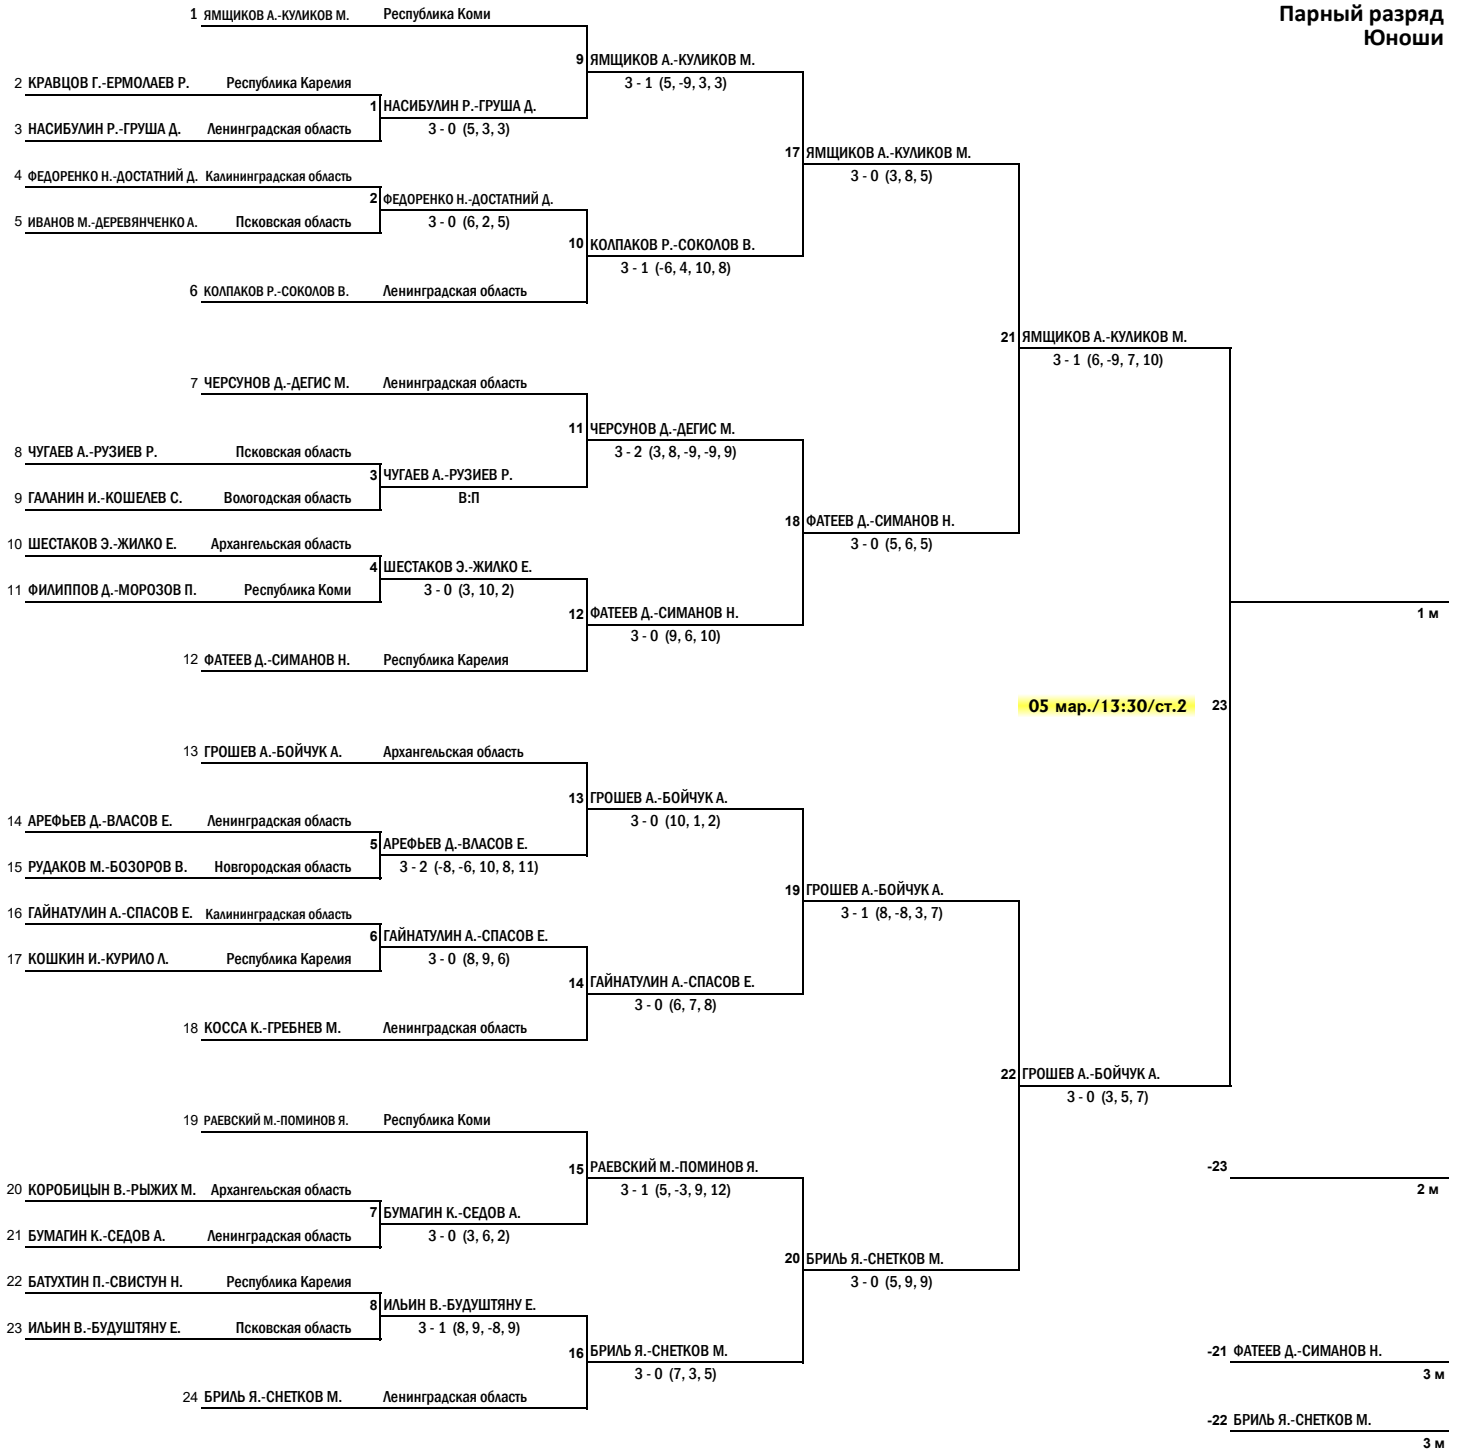 Парный разряд
Юноши
1 ЯМЩИКОВ А.-КУЛИКОВ М. Республика Коми
9 ЯМЩИКОВ А.-КУЛИКОВ М.
2 КРАВЦОВ Г.-ЕРМОЛАЕВ Р. Республика Карелия 3 - 1 (5, -9, 3, 3)
1 НАСИБУЛИН Р.-ГРУША Д.
3 НАСИБУЛИН Р.-ГРУША Д. Ленинградская область 3 - 0 (5, 3, 3)
17 ЯМЩИКОВ А.-КУЛИКОВ М.
4 ФЕДОРЕНКО Н.-ДОСТАТНИЙ Д. Калининградская область 3 - 0 (3, 8, 5)
2 ФЕДОРЕНКО Н.-ДОСТАТНИЙ Д.
5 ИВАНОВ М.-ДЕРЕВЯНЧЕНКО А. Псковская область 3 - 0 (6, 2, 5)
10 КОЛПАКОВ Р.-СОКОЛОВ В.
3 - 1 (-6, 4, 10, 8)
6 КОЛПАКОВ Р.-СОКОЛОВ В. Ленинградская область
21 ЯМЩИКОВ А.-КУЛИКОВ М.
3 - 1 (6, -9, 7, 10)
7 ЧЕРСУНОВ Д.-ДЕГИС М. Ленинградская область
11 ЧЕРСУНОВ Д.-ДЕГИС М.
8 ЧУГАЕВ А.-РУЗИЕВ Р. Псковская область 3 - 2 (3, 8, -9, -9, 9)
3 ЧУГАЕВ А.-РУЗИЕВ Р.
9 ГАЛАНИН И.-КОШЕЛЕВ С. Вологодская область В:П
18 ФАТЕЕВ Д.-СИМАНОВ Н.
10 ШЕСТАКОВ Э.-ЖИЛКО Е. Архангельская область 3 - 0 (5, 6, 5)
4 ШЕСТАКОВ Э.-ЖИЛКО Е.
11 ФИЛИППОВ Д.-МОРОЗОВ П. Республика Коми 3 - 0 (3, 10, 2)
12 ФАТЕЕВ Д.-СИМАНОВ Н. 1 м
3 - 0 (9, 6, 10)
12 ФАТЕЕВ Д.-СИМАНОВ Н. Республика Карелия
05 мар./13:30/ст.2 23
13 ГРОШЕВ А.-БОЙЧУК А. Архангельская область
13 ГРОШЕВ А.-БОЙЧУК А.
14 АРЕФЬЕВ Д.-ВЛАСОВ Е. Ленинградская область 3 - 0 (10, 1, 2)
5 АРЕФЬЕВ Д.-ВЛАСОВ Е.
15 РУДАКОВ М.-БОЗОРОВ В. Новгородская область 3 - 2 (-8, -6, 10, 8, 11)
19 ГРОШЕВ А.-БОЙЧУК А.
16 ГАЙНАТУЛИН А.-СПАСОВ Е. Калининградская область 3 - 1 (8, -8, 3, 7)
6 ГАЙНАТУЛИН А.-СПАСОВ Е.
17 КОШКИН И.-КУРИЛО Л. Республика Карелия 3 - 0 (8, 9, 6)
14 ГАЙНАТУЛИН А.-СПАСОВ Е.
3 - 0 (6, 7, 8)
18 КОССА К.-ГРЕБНЕВ М. Ленинградская область
22 ГРОШЕВ А.-БОЙЧУК А.
3 - 0 (3, 5, 7)
19 РАЕВСКИЙ М.-ПОМИНОВ Я. Республика Коми
15 РАЕВСКИЙ М.-ПОМИНОВ Я. -23
20 КОРОБИЦЫН В.-РЫЖИХ М. Архангельская область 3 - 1 (5, -3, 9, 12) 2 м
7 БУМАГИН К.-СЕДОВ А.
21 БУМАГИН К.-СЕДОВ А. Ленинградская область 3 - 0 (3, 6, 2)
20 БРИЛЬ Я.-СНЕТКОВ М.
22 БАТУХТИН П.-СВИСТУН Н. Республика Карелия 3 - 0 (5, 9, 9)
8 ИЛЬИН В.-БУДУШТЯНУ Е.
23 ИЛЬИН В.-БУДУШТЯНУ Е. Псковская область 3 - 1 (8, 9, -8, 9)
16 БРИЛЬ Я.-СНЕТКОВ М. -21 ФАТЕЕВ Д.-СИМАНОВ Н.
3 - 0 (7, 3, 5) 3 м
24 БРИЛЬ Я.-СНЕТКОВ М. Ленинградская область
-22 БРИЛЬ Я.-СНЕТКОВ М.
3 м